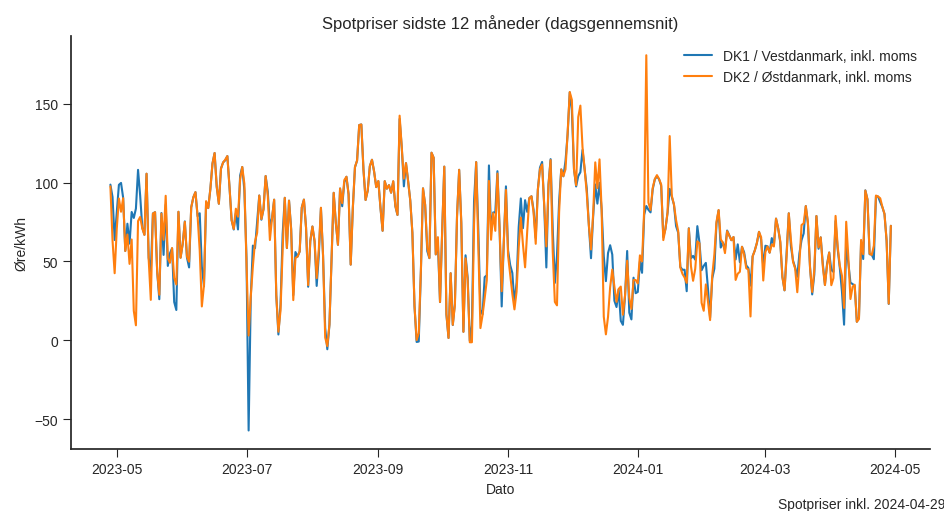 Spotpriser sidste 12 måneder (dagsgennemsnit)
DK1 / Vestdanmark, inkl. moms
DK2 / Østdanmark, inkl. moms
Øre/kWh
150
100
50
0
−50
2023-05
2023-07
2023-09
2023-11
2024-01
2024-03
2024-05
Dato
Spotpriser inkl. 2024-04-29